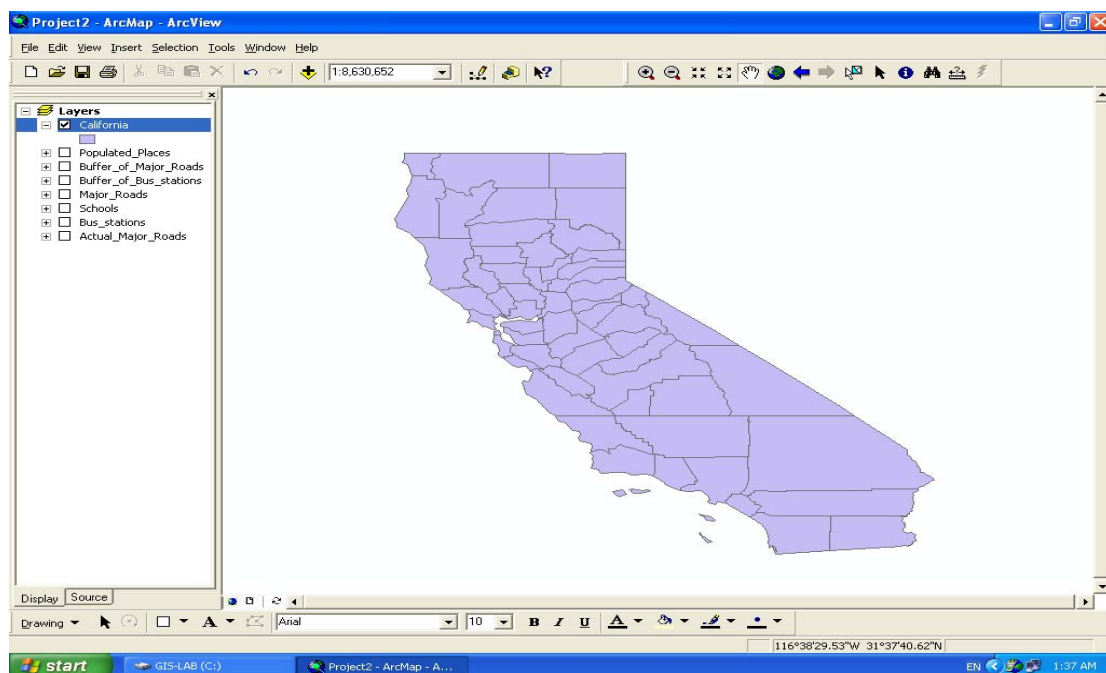 Project2 - ArcMap - ArcView
File Edit View Insert Selection Tools Window Help
1:8,630,652
Layers
California
Populated_Places
Buffer_of_Major_Roads
Buffer_of_Bus_stations
Major_Roads
Schools
Bus_stations
Actual_Major_Roads
Display Source
Drawing A Arial 10 B I U A
116°38'29.53"W 31°37'40.62"N
start GIS-LAB (C:) Project2 - ArcMap - A... EN 1:37 AM